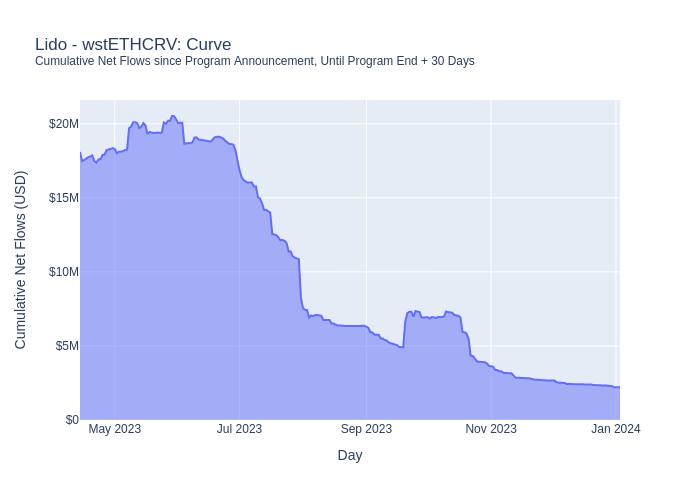 Lido - wstETHCRV: Curve
Cumulative Net Flows since Program Announcement, Until Program End + 30 Days
Cumulative Net Flows (USD)
$20M
$15M
$10M
$5M
$0
May 2023
Jul 2023
Sep 2023
Nov 2023
Jan 2024
Day